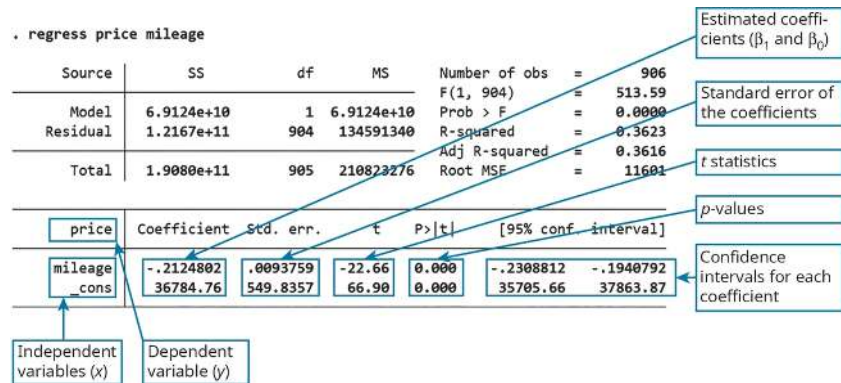 . regress price mileage
Source SS df MS Number of obs = 906
F(1, 904) = 513.59
Model 6.9124e+10 1 6.9124e+10 Prob > F = 0.0000
Residual 1.2167e+11 904 134591340 R-squared = 0.3623
Adj R-squared = 0.3616
Total 1.9080e+11 905 210823276 Root MSE = 11601
price Coefficient Std. err. t P>|t| [95% conf. interval]
mileage -.2124802 .0093759 -22.66 0.000 -.2308812 -.1940792
_cons 36784.76 549.8357 66.90 0.000 35705.66 37863.87
Estimated coeffi-
cients (β1 and β0)
Standard error of
the coefficients
t statistics
p-values
Confidence
intervals for each
coefficient
Independent
variables (x)
Dependent
variable (y)